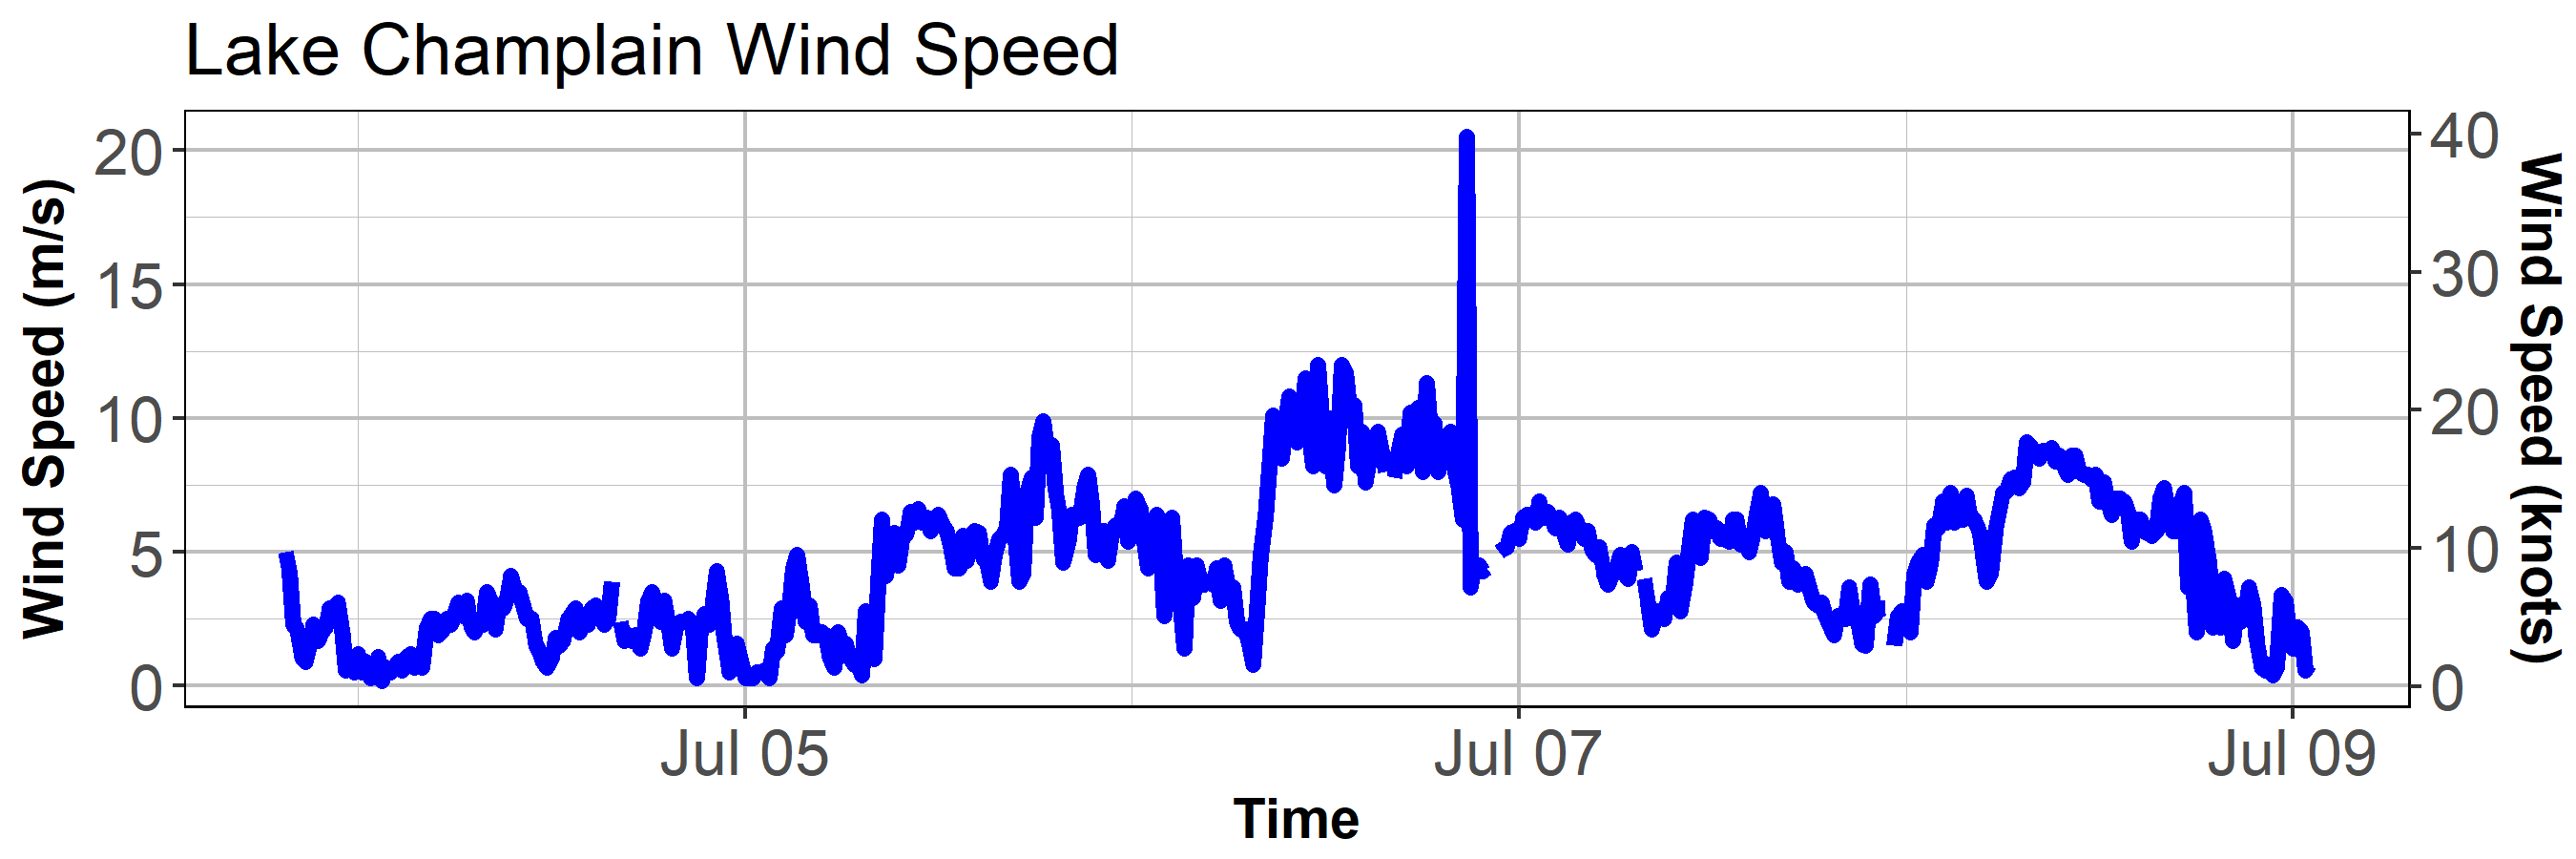 Lake Champlain Wind Speed
Wind Speed (m/s)
20
15
10
5
0
40
30
20
10
0
Wind Speed (knots)
Jul 05
Jul 07
Jul 09
Time